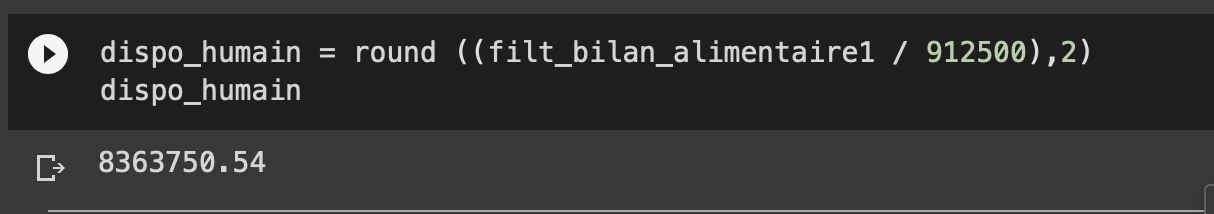 dispo_humain = round ((filt_bilan_alimentaire1 / 912500),2)
dispo_humain
8363750.54